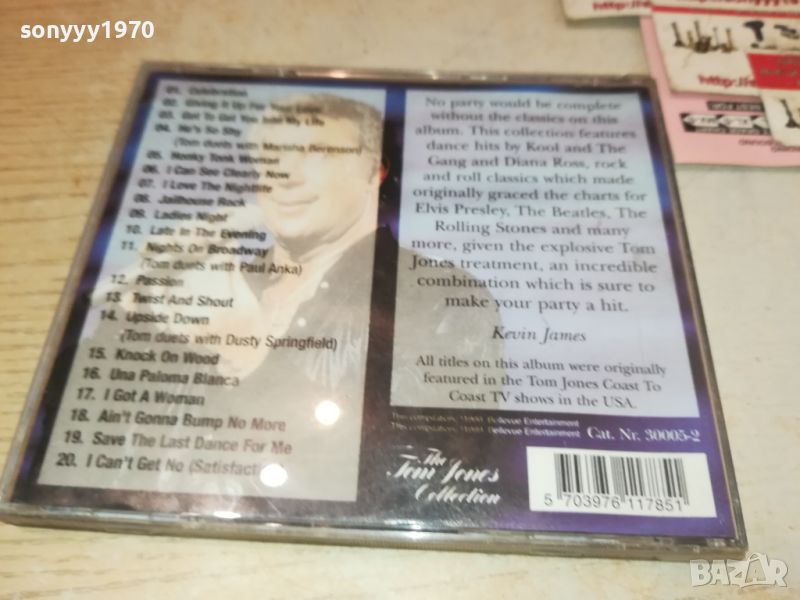 sonyyy1970
01. Celebration
02. Giving It Up For Your Love
03. Got To Get You Into My Life
04. He's So Shy
(Tom duets with Marisha Berenson)
05. Honky Tonk Woman
06. I Can See Clearly Now
07. I Love The Nightlife
08. Jailhouse Rock
09. Ladies Night
10. Late In The Evening
11. Nights On Broadway
(Tom duets with Paul Anka)
12. Passion
13. Twist And Shout
14. Upside Down
(Tom duets with Dusty Springfield)
15. Knock On Wood
16. Una Paloma Blanca
17. I Got A Woman
18. Ain't Gonna Bump No More
19. Save The Last Dance For Me
20. I Can't Get No (Satisfact
No party would be complete
without the classics on this
album. This collection features
dance hits by Kool and The
Gang and Diana Ross, rock
and roll classics which made
originally graced the charts for
Elvis Presley, The Beatles, The
Rolling Stones and many
more, given the explosive Tom
Jones treatment, an incredible
combination which is sure to
make your party a hit.
Kevin James
All titles on this album were originally
featured in the Tom Jones Coast To
Coast TV shows in the USA.
This compilation, Bellevue Entertainment
Cat. Nr. 30005-2
The
Tom Jones
Collection
5 703976 117851
http://
BAZAR